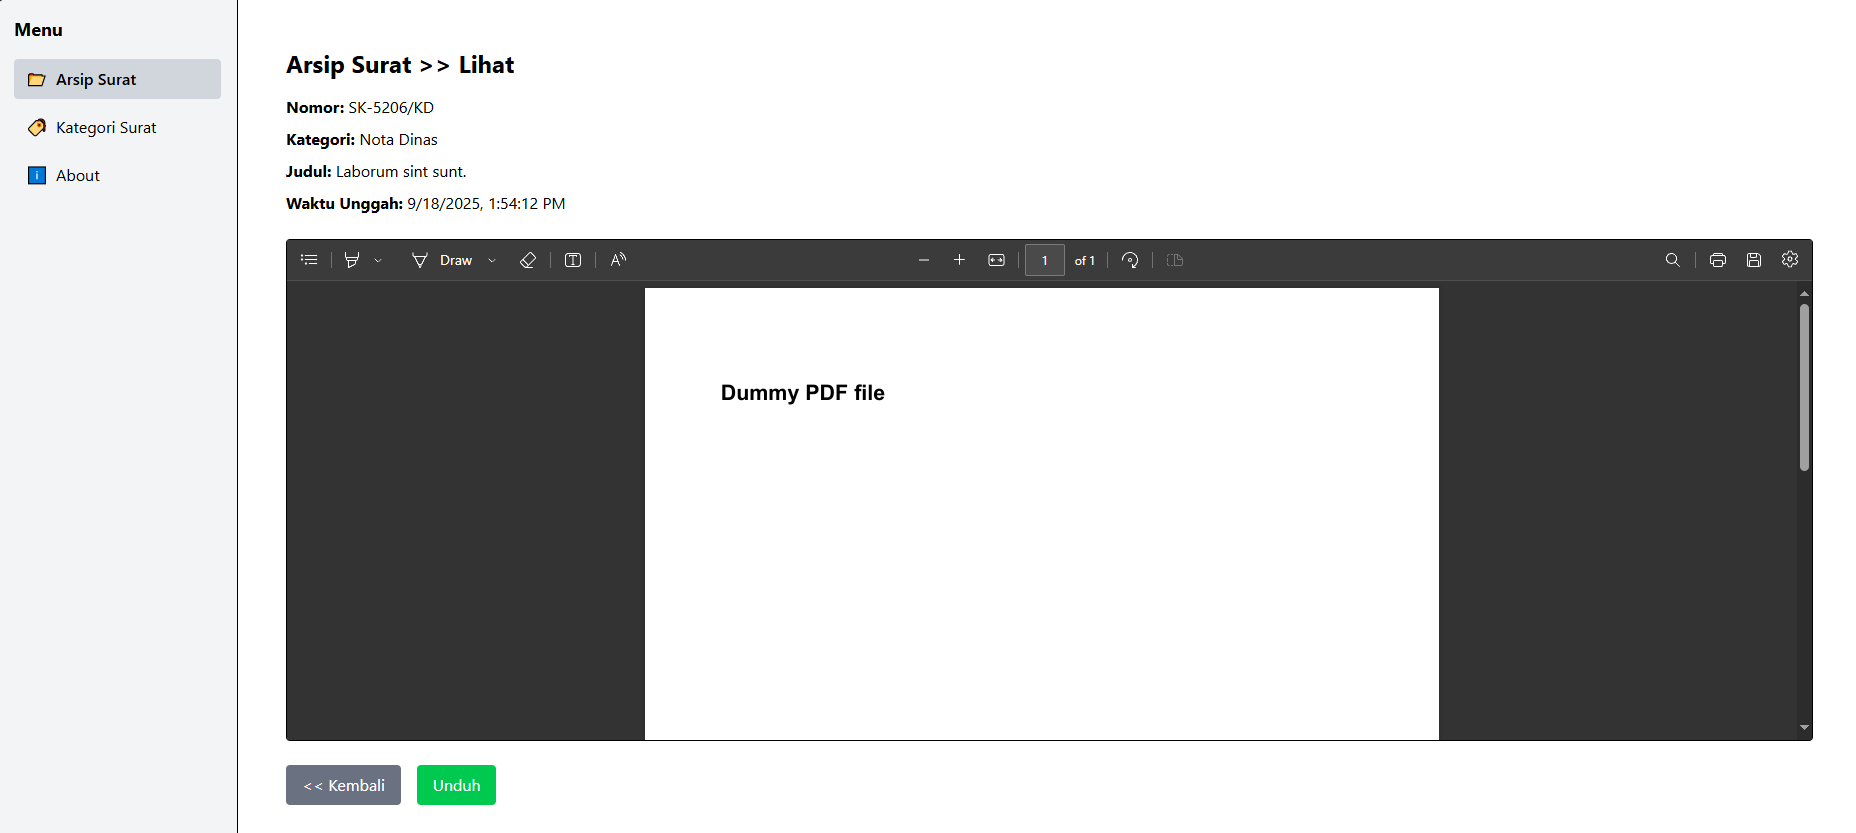 Menu
Arsip Surat
Kategori Surat
About
Arsip Surat >> Lihat
Nomor: SK-5206/KD
Kategori: Nota Dinas
Judul: Laborum sint sunt.
Waktu Unggah: 9/18/2025, 1:54:12 PM
Draw
1 of 1
Dummy PDF file
<< Kembali
Unduh